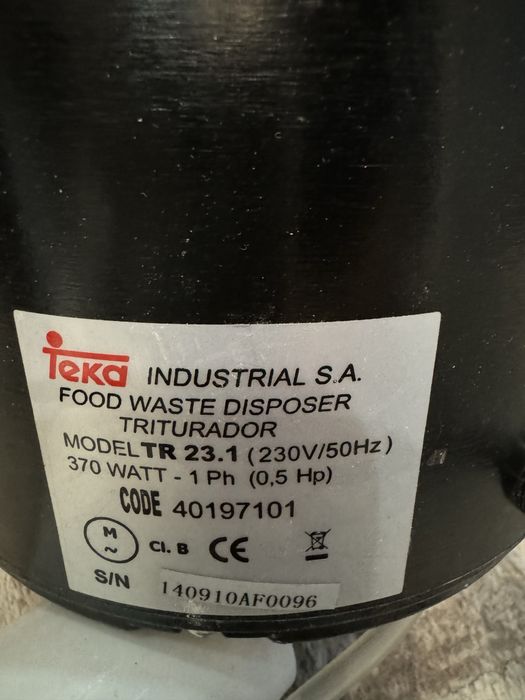 Teka INDUSTRIAL S.A.
FOOD WASTE DISPOSER
TRITURADOR
MODEL TR 23.1 (230V/50Hz)
370 WATT - 1 Ph (0,5 Hp)
CODE 40197101
M ~ Cl. B CE
S/N 140910AF0096